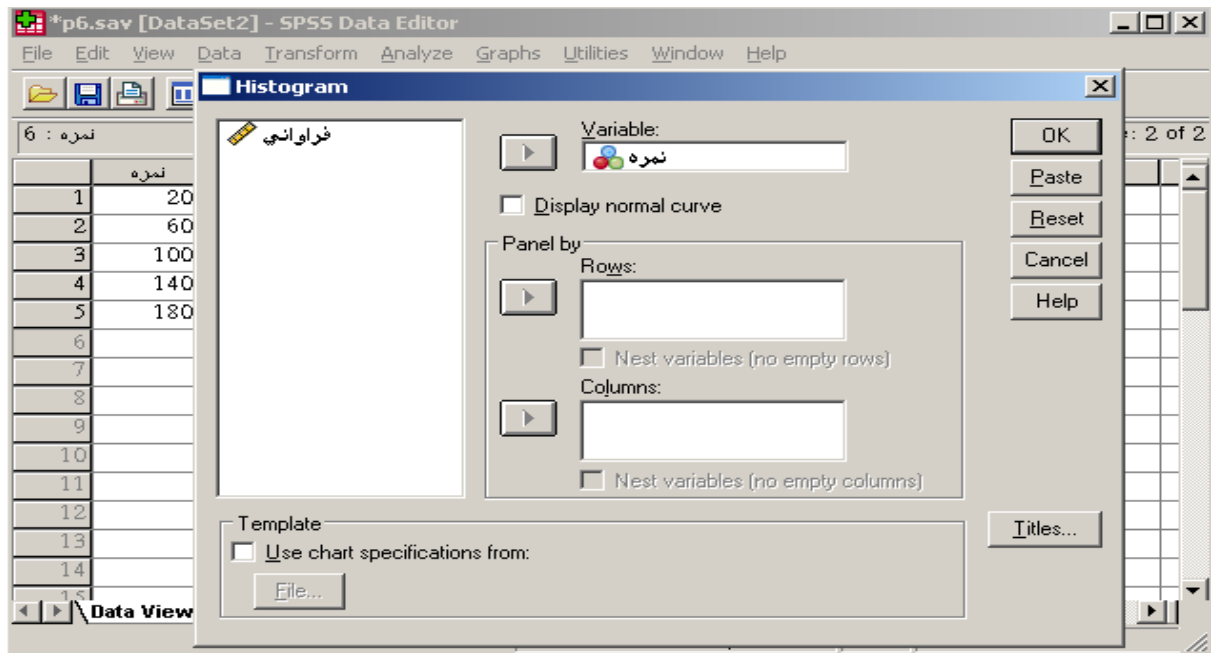 *p6.sav [DataSet2] - SPSS Data Editor
File Edit View Data Transform Analyze Graphs Utilities Window Help
Histogram
6 : نمره
: 2 of 2
نمره
1 20
2 60
3 100
4 140
5 180
6
7
8
9
10
11
12
13
14
15
فراواني
Variable:
نمره
Display normal curve
Panel by
Rows:
Nest variables (no empty rows)
Columns:
Nest variables (no empty columns)
OK
Paste
Reset
Cancel
Help
Titles...
Template
Use chart specifications from:
File...
Data View